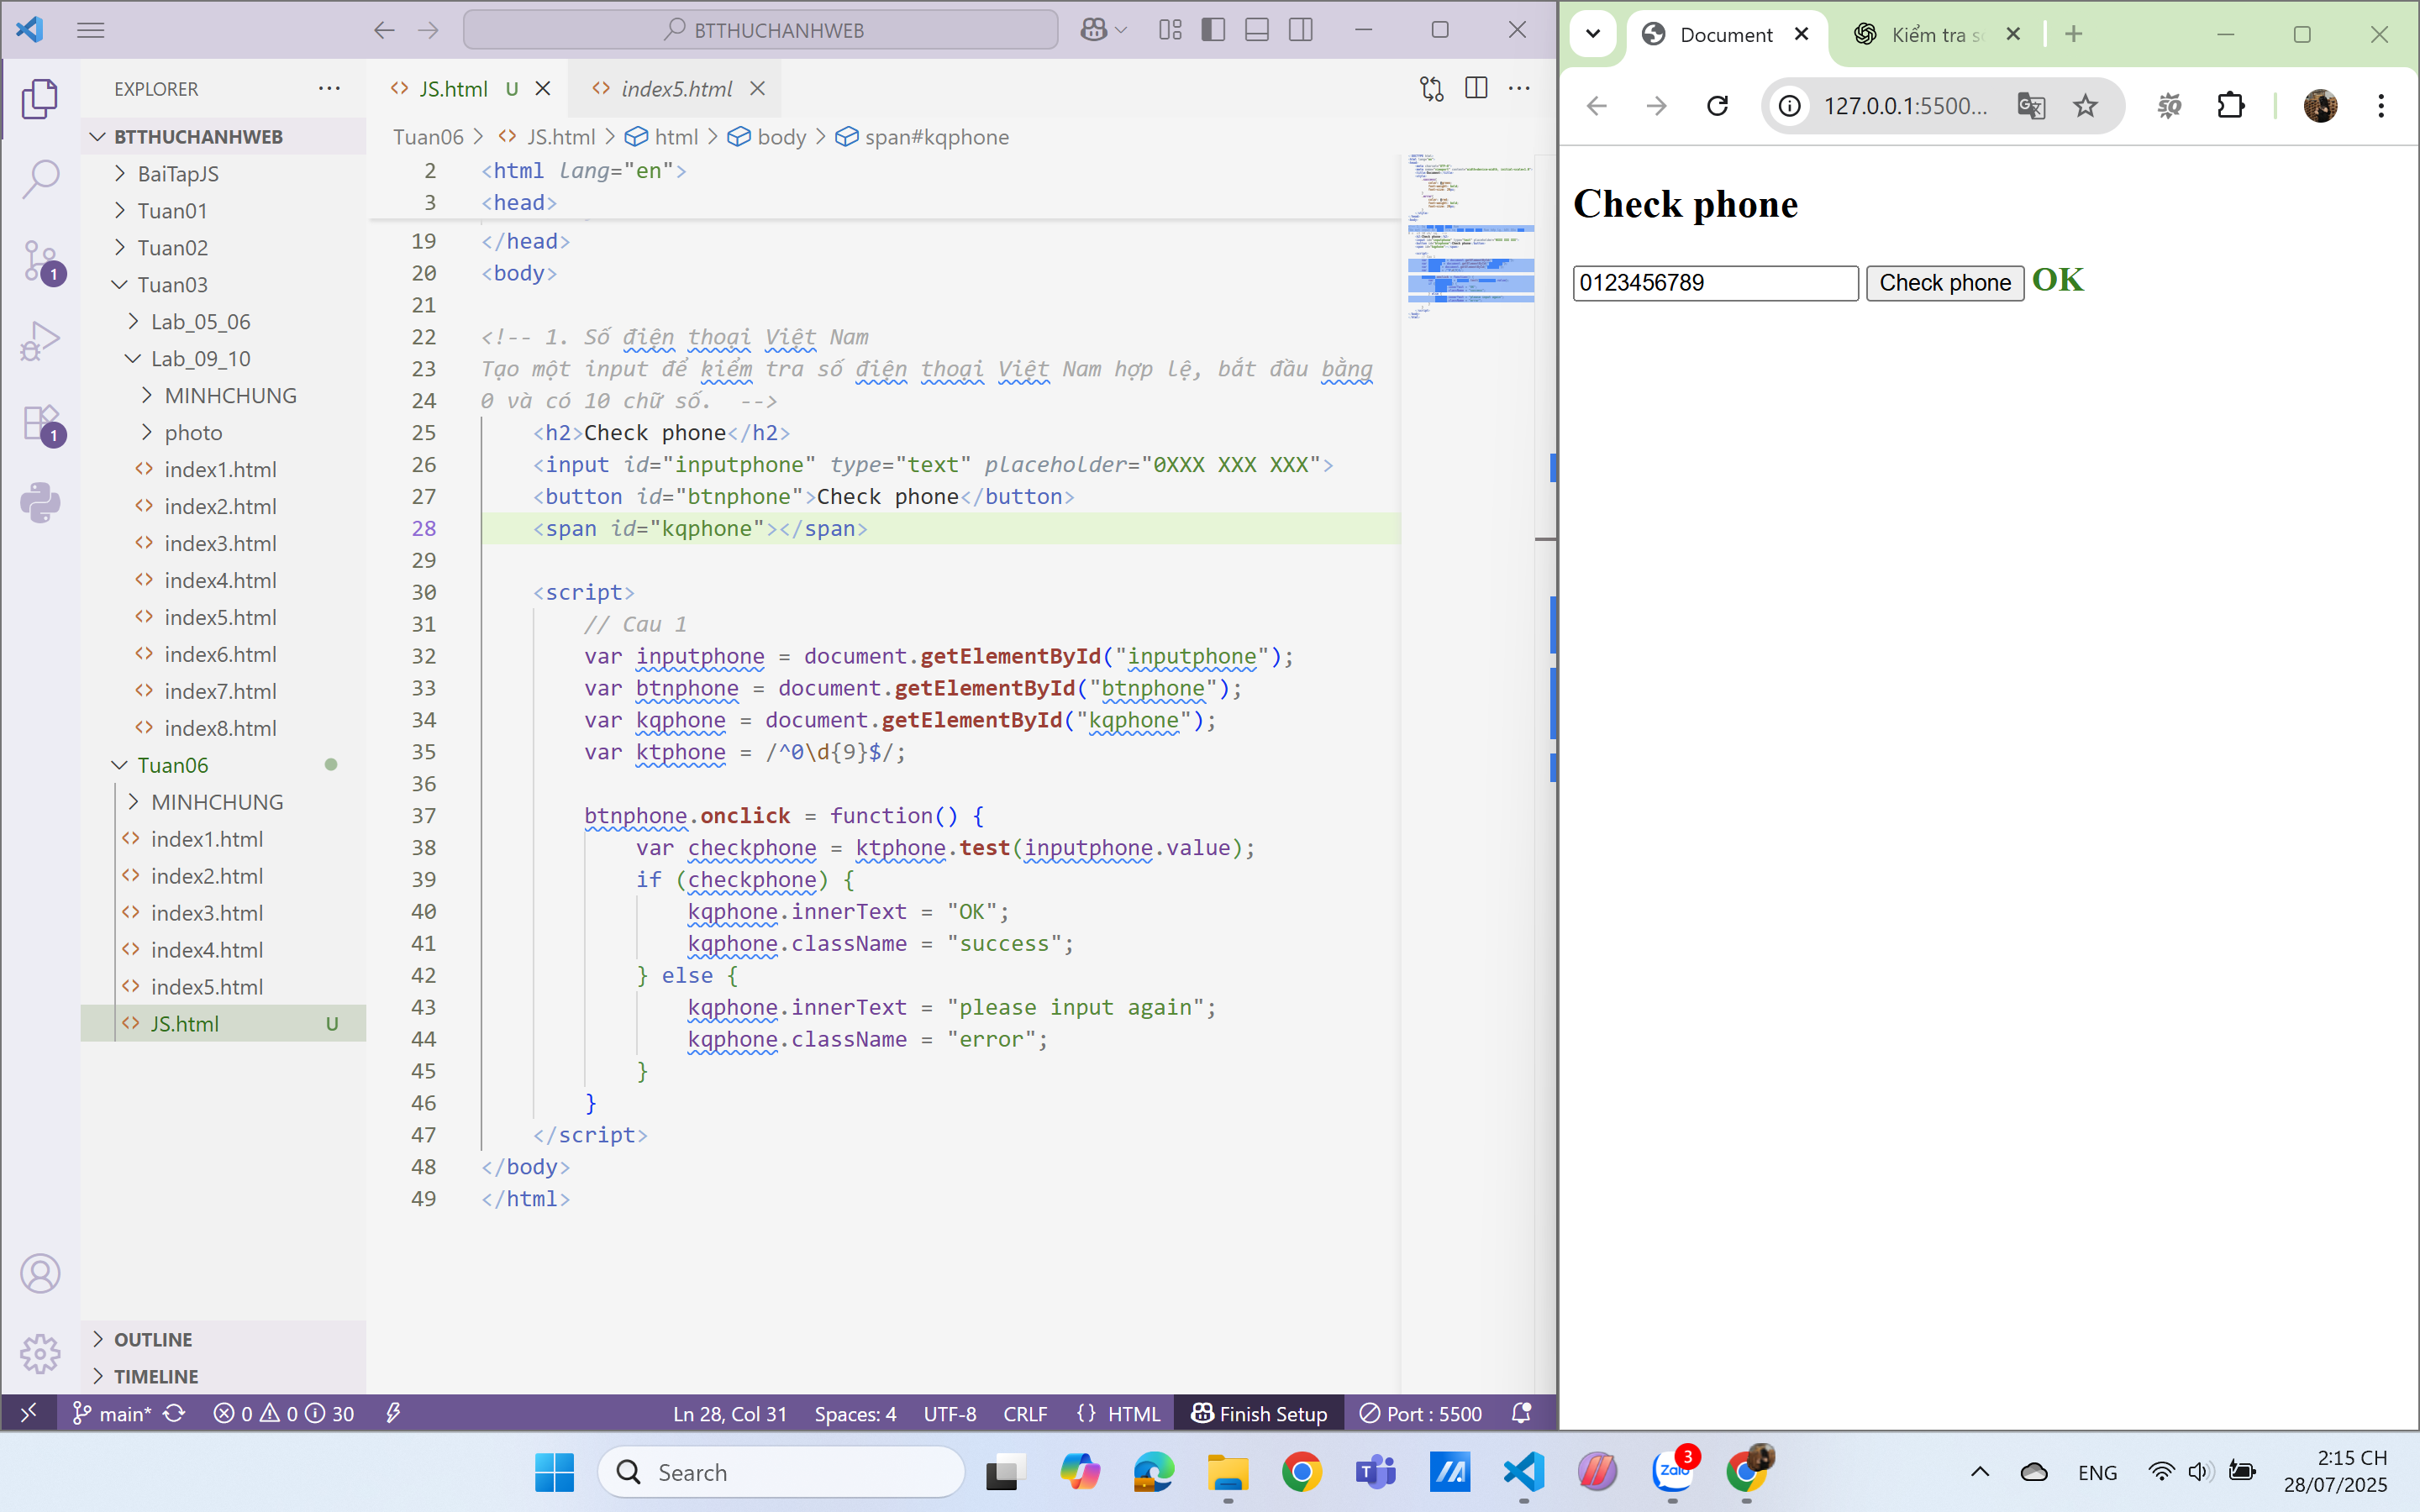 BTTHUCHANHWEB
EXPLORER
BTTHUCHANHWEB
BaiTapJS
Tuan01
Tuan02
Tuan03
Lab_05_06
Lab_09_10
MINHCHUNG
photo
index1.html
index2.html
index3.html
index4.html
index5.html
index6.html
index7.html
index8.html
Tuan06
MINHCHUNG
index1.html
index2.html
index3.html
index4.html
index5.html
JS.html U
OUTLINE
TIMELINE
1
1
JS.html U
index5.html
Tuan06 > JS.html > html > body > span#kqphone
2 <html lang="en">
3 <head>
19 </head>
20 <body>
21
22 <!-- 1. Số điện thoại Việt Nam
23 Tạo một input để kiểm tra số điện thoại Việt Nam hợp lệ, bắt đầu bằng
24 0 và có 10 chữ số.  -->
25 <h2>Check phone</h2>
26 <input id="inputphone" type="text" placeholder="0XXX XXX XXX">
27 <button id="btnphone">Check phone</button>
28 <span id="kqphone"></span>
29
30 <script>
31 // Cau 1
32 var inputphone = document.getElementById("inputphone");
33 var btnphone = document.getElementById("btnphone");
34 var kqphone = document.getElementById("kqphone");
35 var ktphone = /^0\d{9}$/;
36
37 btnphone.onclick = function() {
38 var checkphone = ktphone.test(inputphone.value);
39 if (checkphone) {
40 kqphone.innerText = "OK";
41 kqphone.className = "success";
42 } else {
43 kqphone.innerText = "please input again";
44 kqphone.className = "error";
45 }
46 }
47 </script>
48 </body>
49 </html>
main* 0 0 30
Ln 28, Col 31 Spaces: 4 UTF-8 CRLF {} HTML Finish Setup Port : 5500
Document
Kiểm tra s
127.0.0.1:5500...
Check phone
0123456789 Check phone OK
Search
Zalo
3
ENG
2:15 CH
28/07/2025